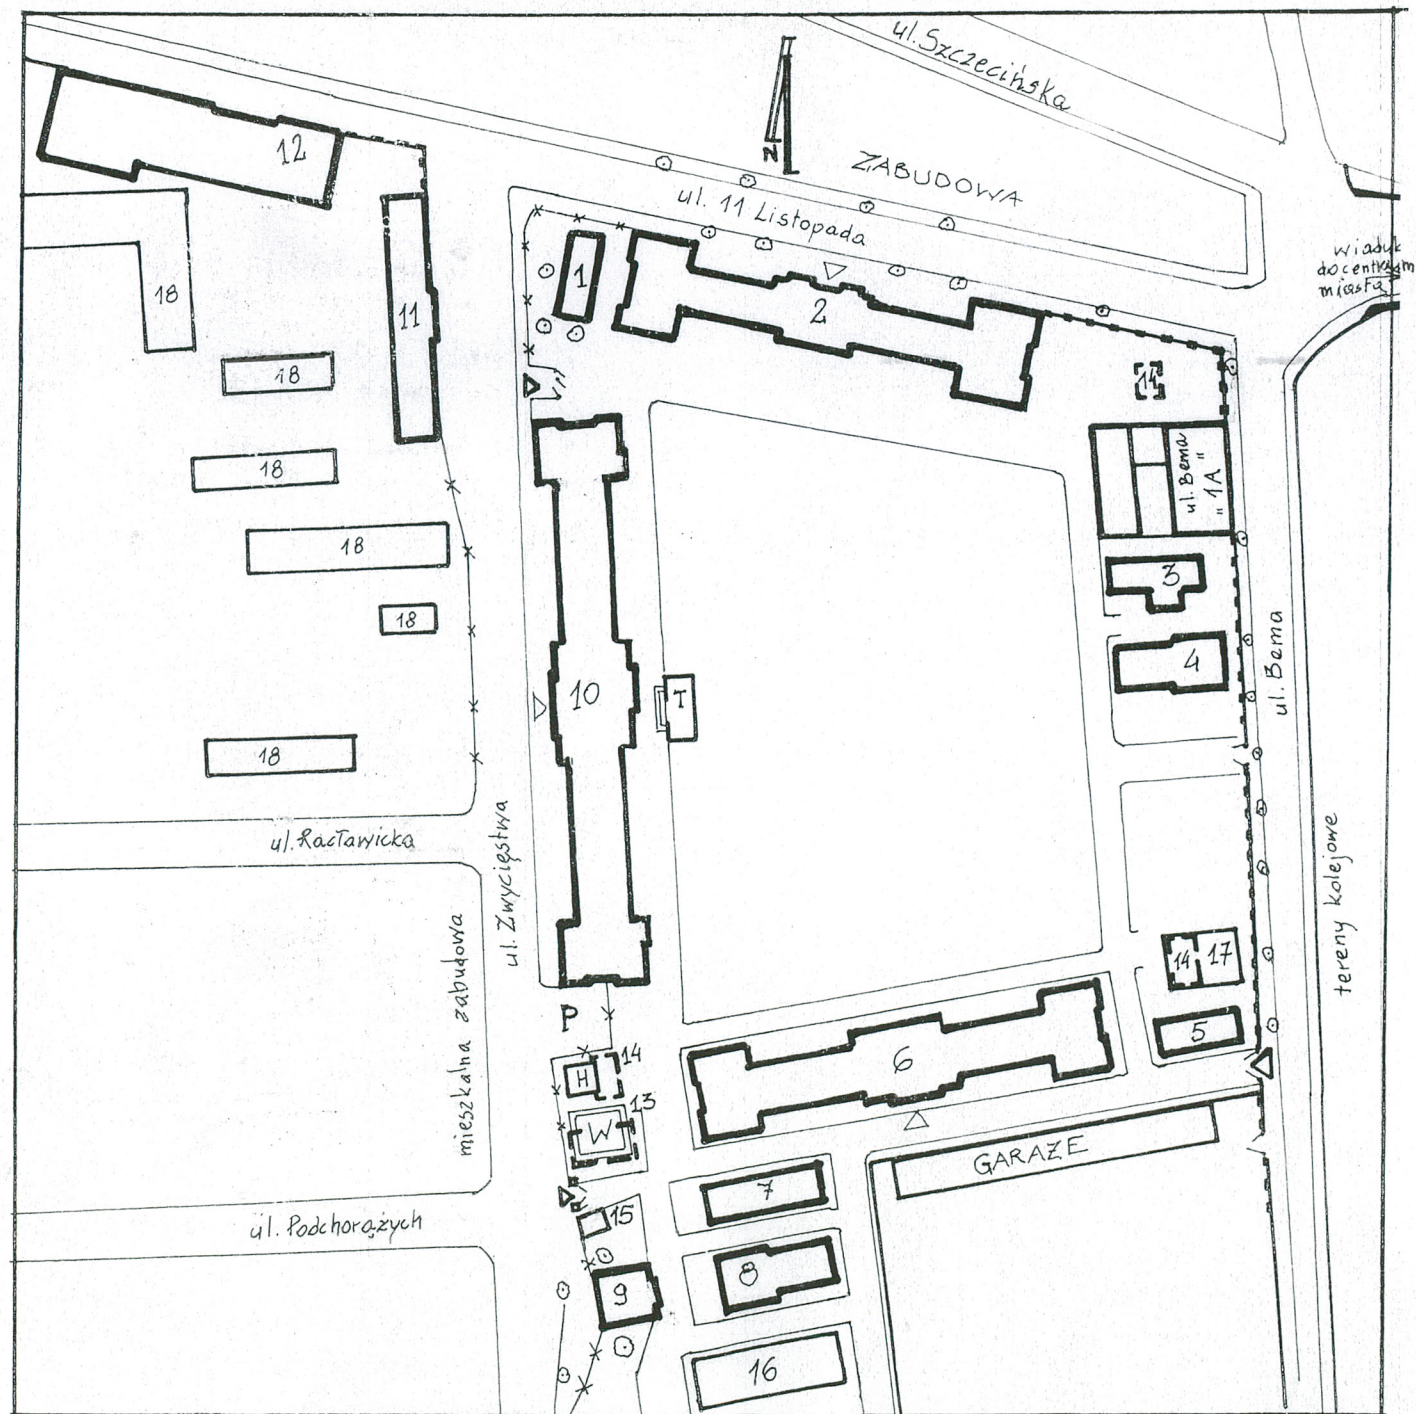 ul. Szczecińska
N
ZABUDOWA
ul. 11 Listopada
12
18
11
1
2
wiaduk
do centrum
miasta
14
18
ul. Bema
"1A"
18
18
3
18
4
10
T
ul. Bema
18
ul. Racławicka
ul. Zwycięstwa
mieszkalna zabudowa
tereny kolejowe
14
17
P
5
14
H
6
13
W
GARAŻE
7
15
ul. Podchorążych
8
9
16